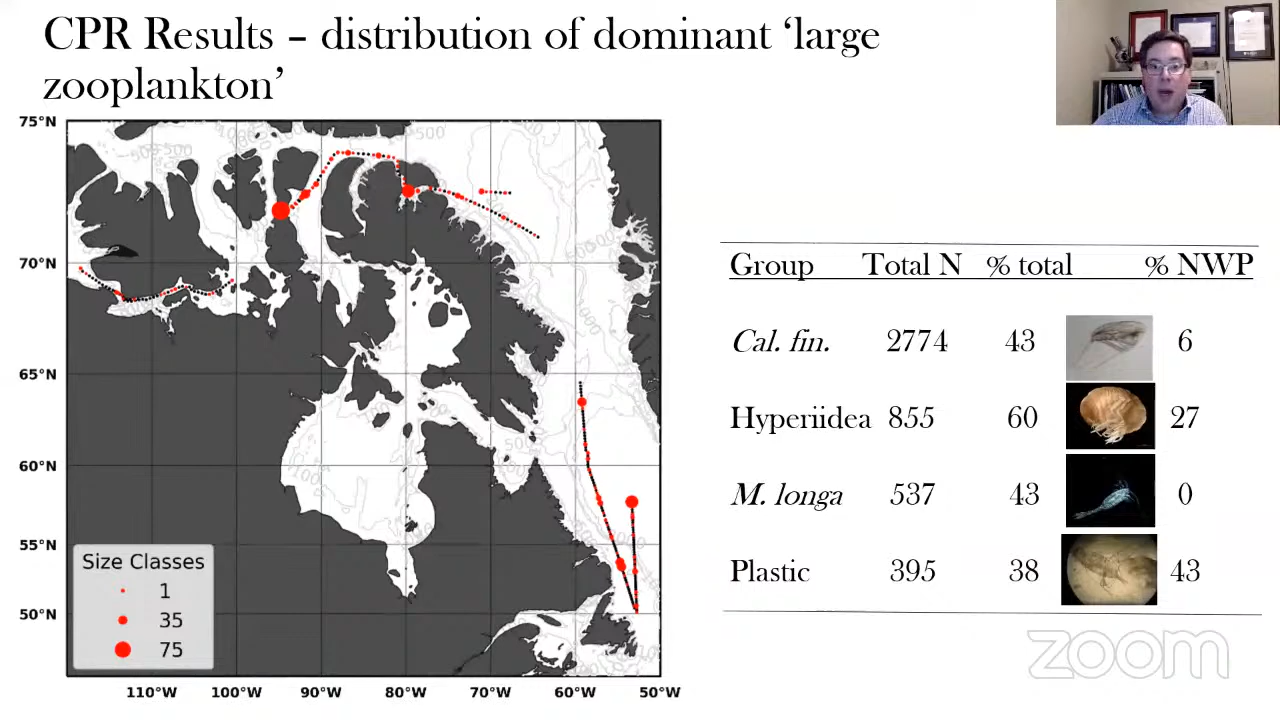 CPR Results – distribution of dominant ‘large
zooplankton’
75°N
70°N
65°N
60°N
55°N
50°N
110°W 100°W 90°W 80°W 70°W 60°W 50°W
Size Classes
1
35
75
Group Total N % total % NWP
Cal. fin. 2774 43 6
Hyperiidea 855 60 27
M. longa 537 43 0
Plastic 395 38 43
zoom